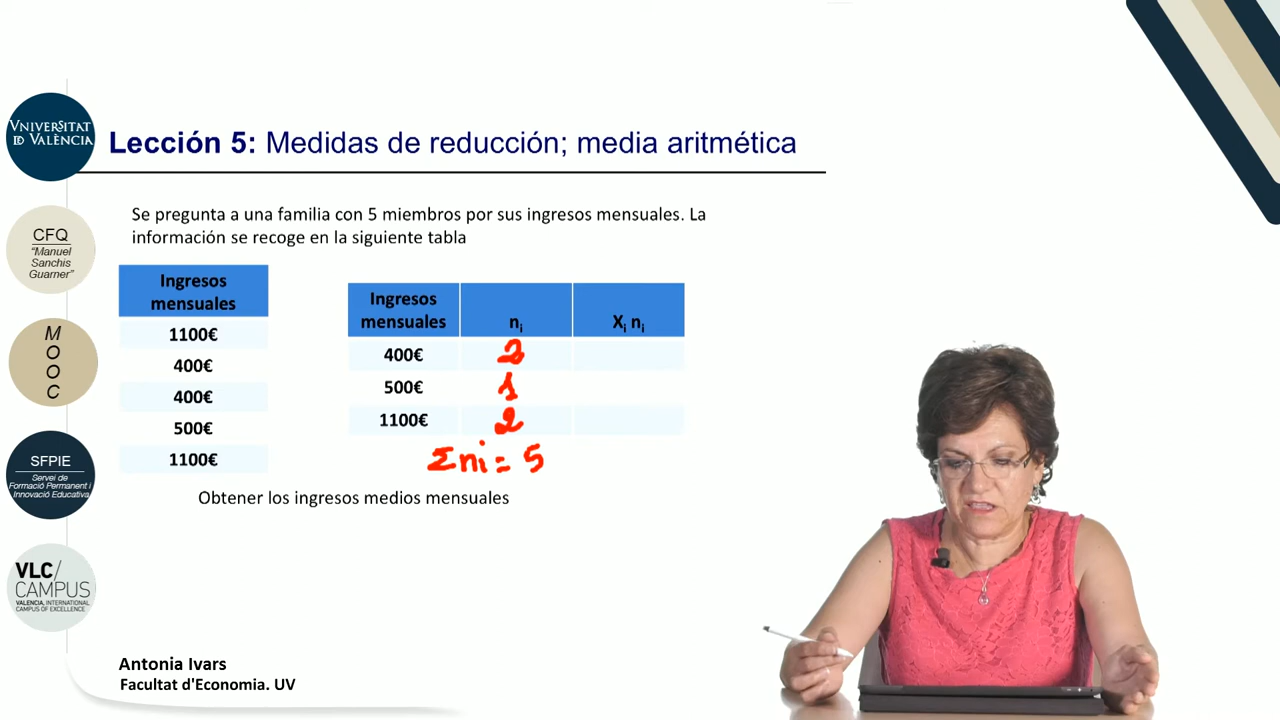 VNIVERSITAT
DE VALÈNCIA
Lección 5: Medidas de reducción; media aritmética
Se pregunta a una familia con 5 miembros por sus ingresos mensuales. La
información se recoge en la siguiente tabla
CFQ
"Manuel
Sanchis
Guarner"
M
O
O
C
SFPIE
Servei de
Formació Permanent i
Innovació Educativa
VLC/
CAMPUS
VALENCIA, INTERNATIONAL
CAMPUS OF EXCELLENCE
Ingresos
mensuales
1100€
400€
400€
500€
1100€
Ingresos
mensuales
ni
Xi ni
400€ 2
500€ 1
1100€ 2
Σni = 5
Obtener los ingresos medios mensuales
Antonia Ivars
Facultat d'Economia. UV